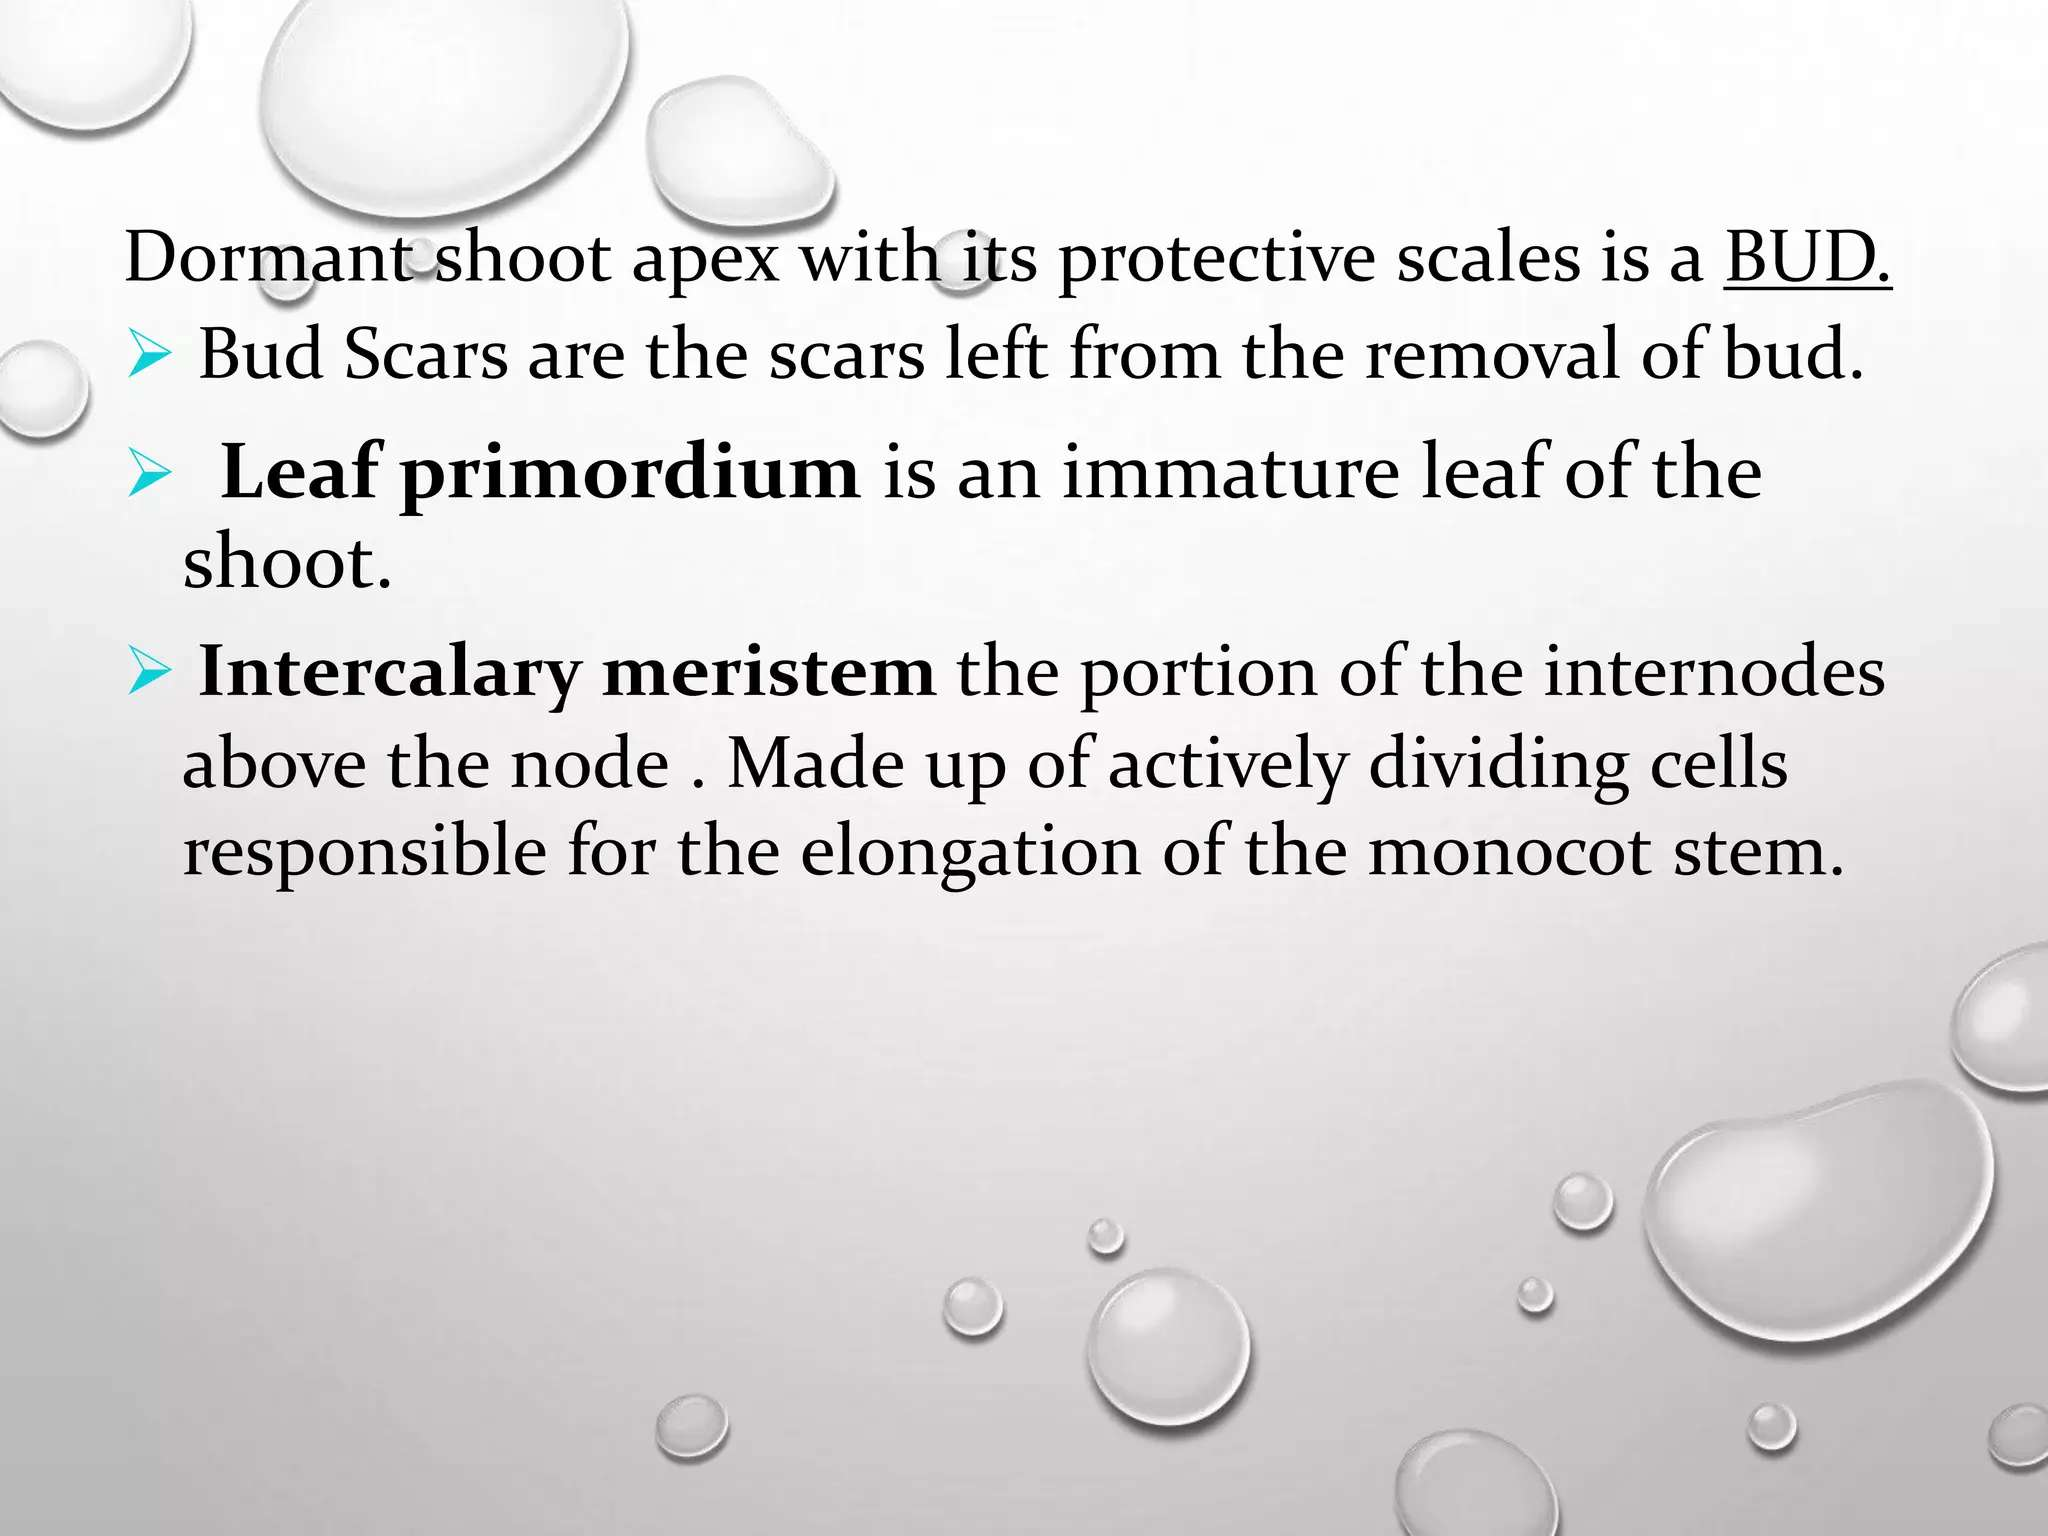 Dormant shoot apex with its protective scales is a BUD.
Bud Scars are the scars left from the removal of bud.
Leaf primordium is an immature leaf of the
shoot.
Intercalary meristem the portion of the internodes
above the node . Made up of actively dividing cells
responsible for the elongation of the monocot stem.